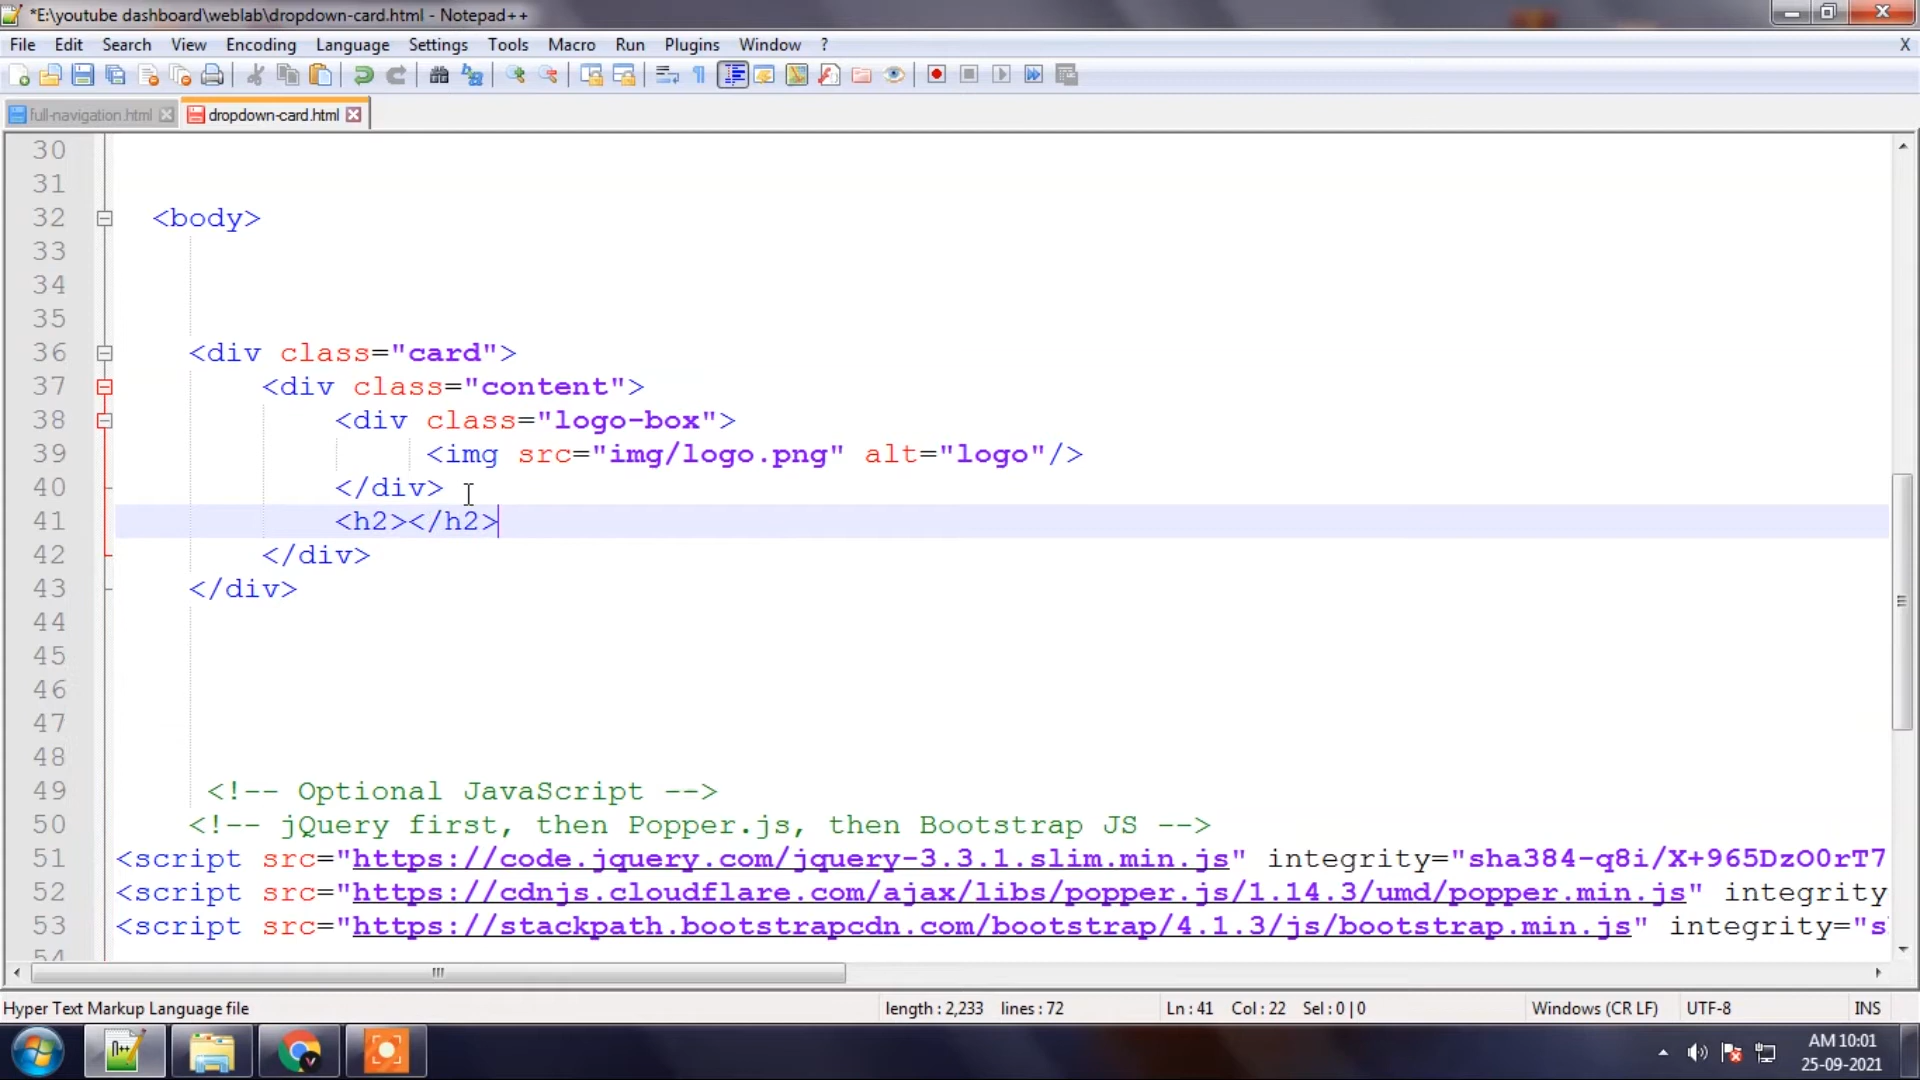 *E:\youtube dashboard\weblab\dropdown-card.html - Notepad++
File Edit Search View Encoding Language Settings Tools Macro Run Plugins Window ? X
full-navigation.html dropdown-card.html
30
31
32 <body>
33
34
35
36 <div class="card">
37 <div class="content">
38 <div class="logo-box">
39 <img src="img/logo.png" alt="logo"/>
40 </div>
41 <h2></h2>
42 </div>
43 </div>
44
45
46
47
48
49 <!-- Optional JavaScript -->
50 <!-- jQuery first, then Popper.js, then Bootstrap JS -->
51 <script src="https://code.jquery.com/jquery-3.3.1.slim.min.js" integrity="sha384-q8i/X+965DzO0rT7
52 <script src="https://cdnjs.cloudflare.com/ajax/libs/popper.js/1.14.3/umd/popper.min.js" integrity
53 <script src="https://stackpath.bootstrapcdn.com/bootstrap/4.1.3/js/bootstrap.min.js" integrity="s
54
Hyper Text Markup Language file length : 2,233 lines : 72 Ln : 41 Col : 22 Sel : 0 | 0 Windows (CR LF) UTF-8 INS
AM 10:01
25-09-2021